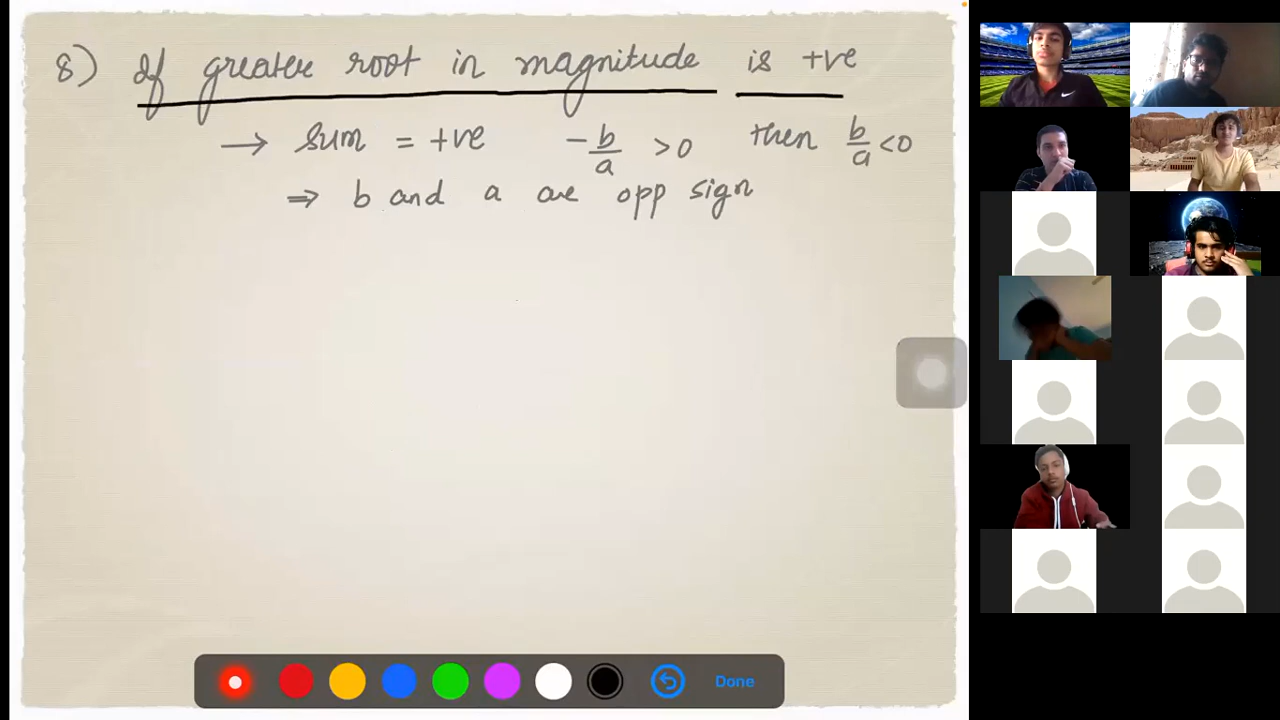 8) If greater root in magnitude is +ve
→ Sum = +ve -b/a > 0 then b/a < 0
⇒ b and a are opp sign
Done